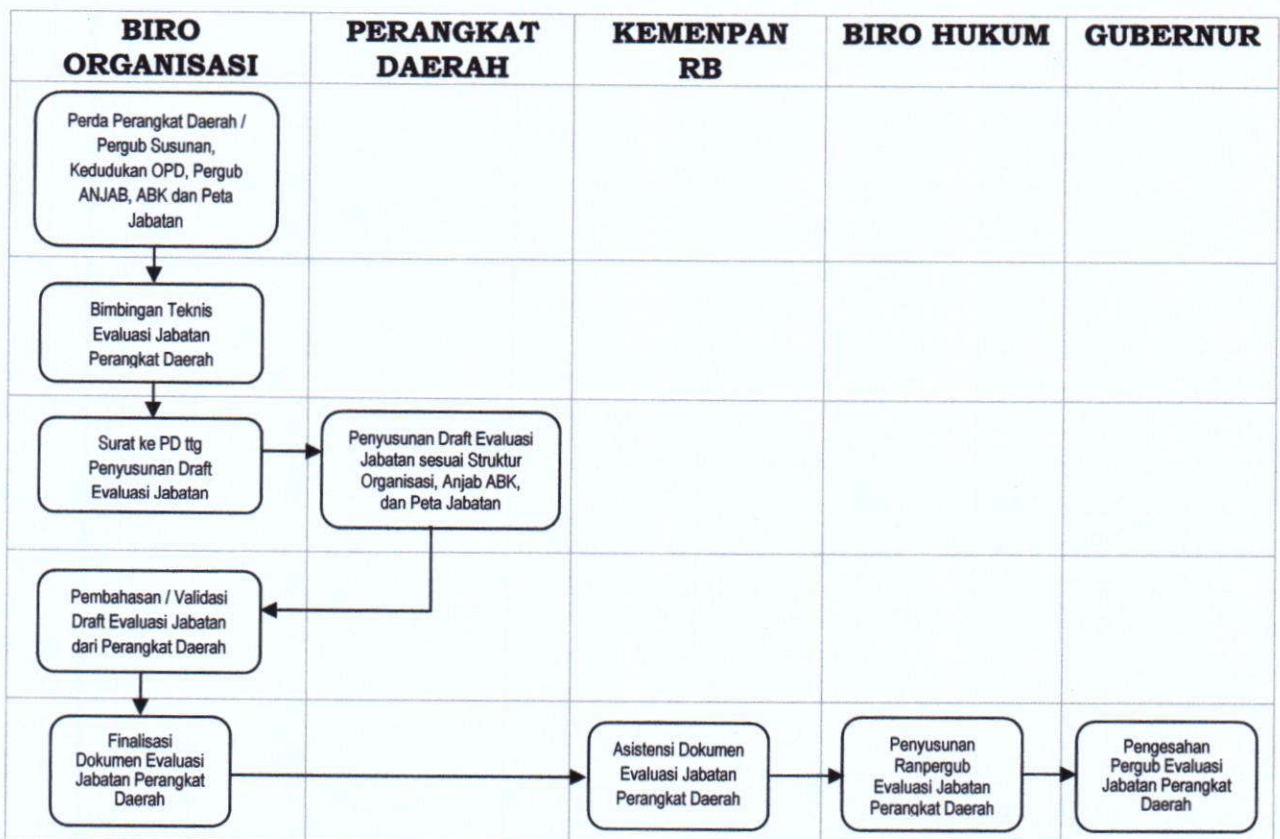 BIRO
ORGANISASI
PERANGKAT
DAERAH
KEMENPAN
RB
BIRO HUKUM
GUBERNUR
Perda Perangkat Daerah /
Pergub Susunan,
Kedudukan OPD, Pergub
ANJAB, ABK dan Peta
Jabatan
Bimbingan Teknis
Evaluasi Jabatan
Perangkat Daerah
Surat ke PD ttg
Penyusunan Draft
Evaluasi Jabatan
Penyusunan Draft Evaluasi
Jabatan sesuai Struktur
Organisasi, Anjab ABK,
dan Peta Jabatan
Pembahasan / Validasi
Draft Evaluasi Jabatan
dari Perangkat Daerah
Finalisasi
Dokumen Evaluasi
Jabatan Perangkat
Daerah
Asistensi Dokumen
Evaluasi Jabatan
Perangkat Daerah
Penyusunan
Ranpergub
Evaluasi Jabatan
Perangkat Daerah
Pengesahan
Pergub Evaluasi
Jabatan Perangkat
Daerah